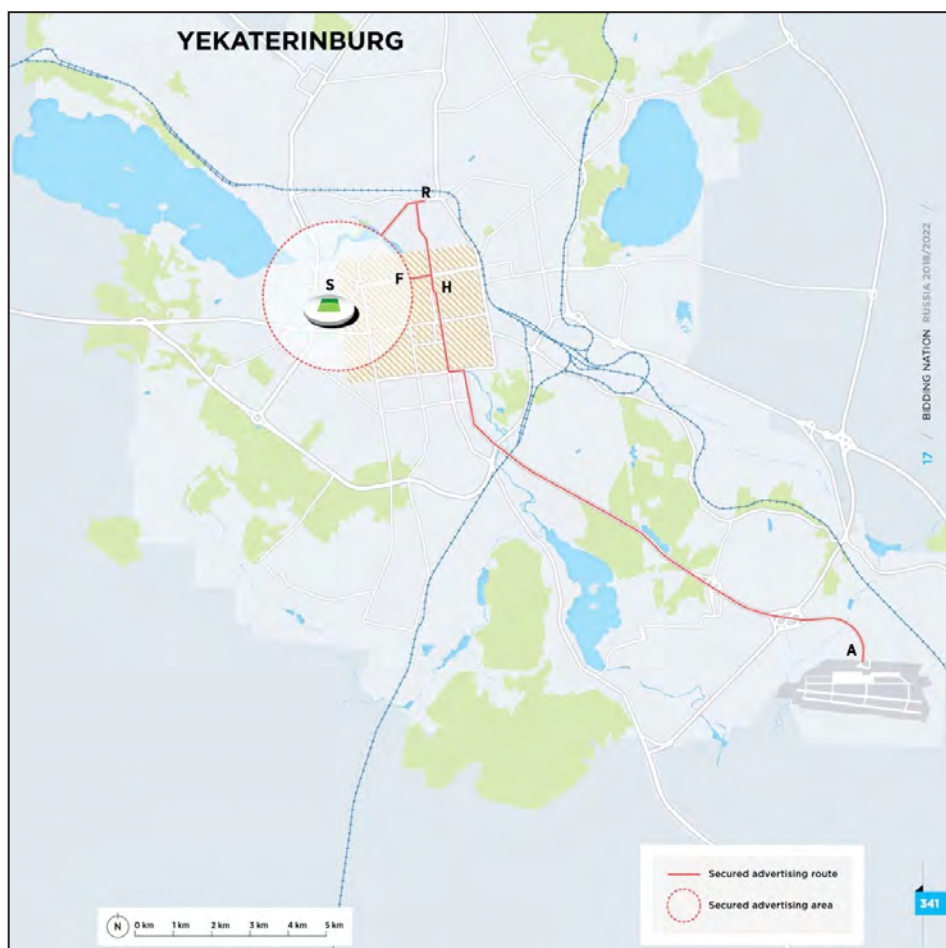 YEKATERINBURG
R
S
F
H
17 / BIDDING NATION RUSSIA 2018/2022 /
A
Secured advertising route
Secured advertising area
341
N
0 km 1 km 2 km 3 km 4 km 5 km